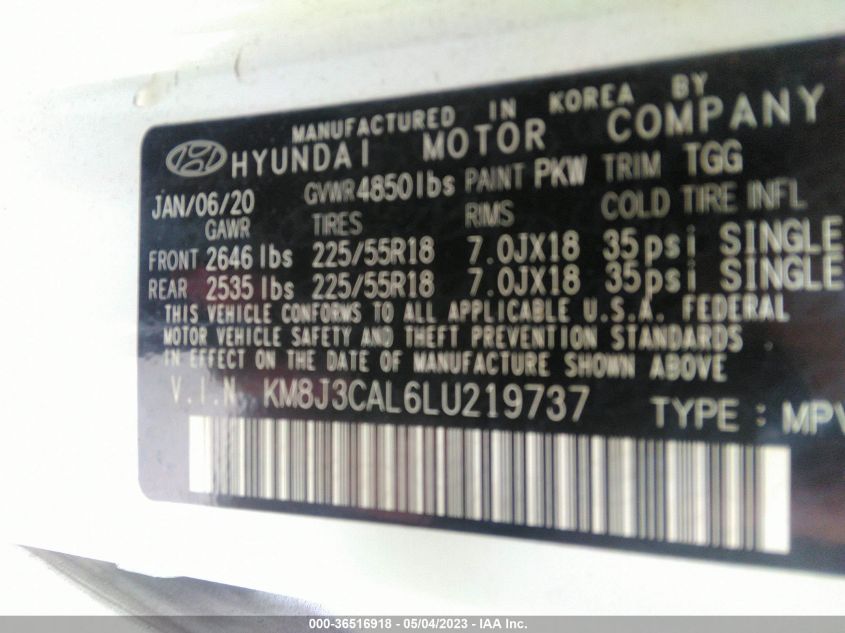 MANUFACTURED IN KOREA BY
HYUNDAI MOTOR COMPANY
JAN/06/20 GVWR 4850 lbs PAINT PKW TRIM TGG
GAWR TIRES RIMS COLD TIRE INFL
FRONT 2646 lbs 225/55R18 7.0JX18 35psi SINGLE
REAR 2535 lbs 225/55R18 7.0JX18 35psi SINGLE
THIS VEHICLE CONFORMS TO ALL APPLICABLE U.S.A. FEDERAL
MOTOR VEHICLE SAFETY AND THEFT PREVENTION STANDARDS
IN EFFECT ON THE DATE OF MANUFACTURE SHOWN ABOVE
V.I.N. KM8J3CAL6LU219737 TYPE : MPV
000-36516918 - 05/04/2023 - IAA Inc.